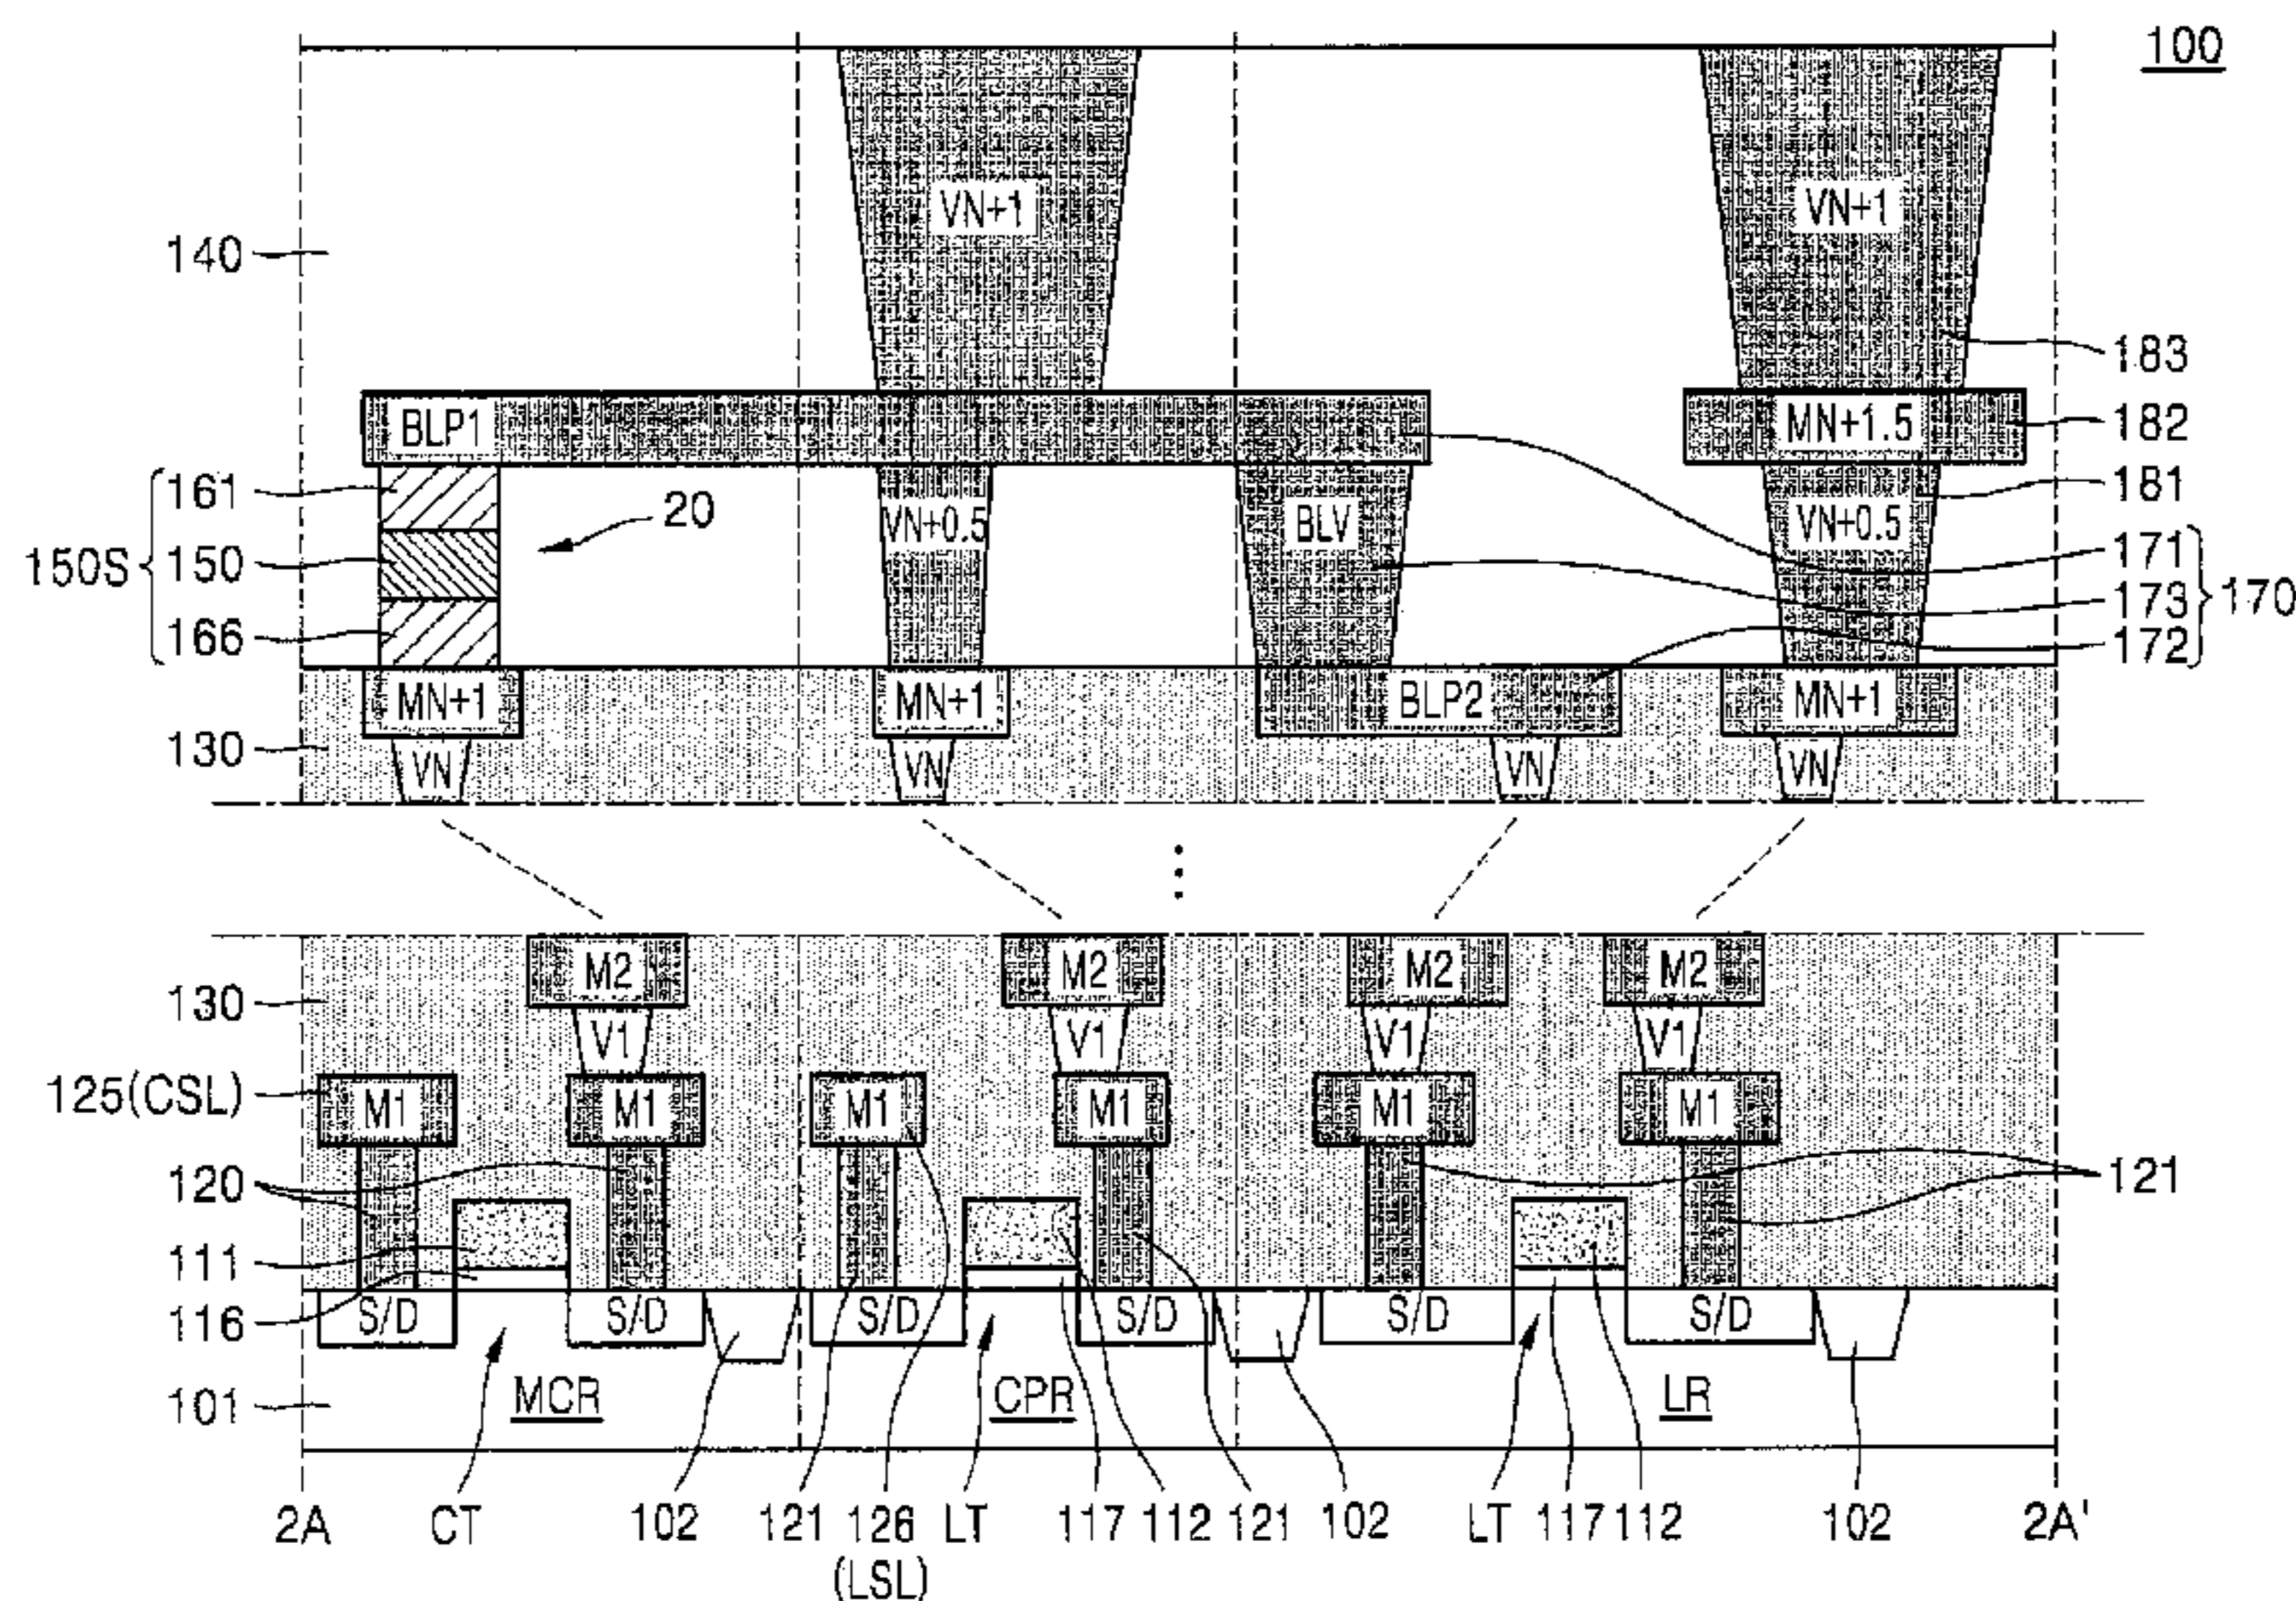 100
VN+1 VN+1
140
183
BLP1 MN+1.5 182
161 20 VN+0.5 BLV VN+0.5 181
150S 150 171
173 170
166 172
MN+1 MN+1 BLP2 MN+1
130 VN VN VN VN
M2 M2 M2 M2
130
V1 V1 V1 V1
125(CSL) M1 M1 M1 M1 M1 M1
120 121
111
116 S/D S/D S/D S/D S/D S/D
101 MCR CPR LR
2A CT 102 121 126 LT 117 112 121 102 LT 117 112 102 2A'
(LSL)